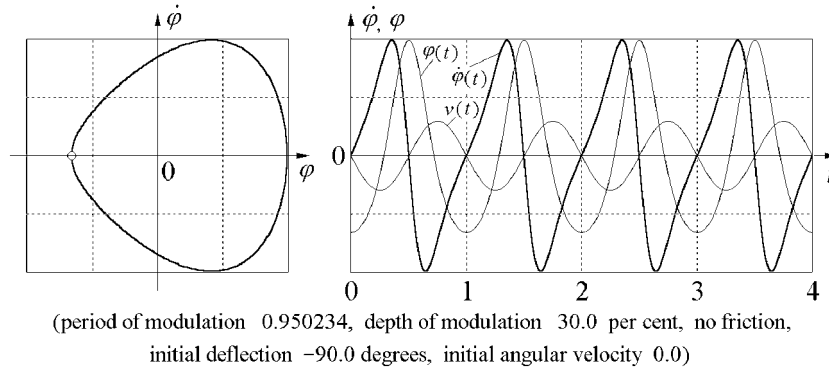 φ̇
φ̇, φ
φ(t)
φ̇(t)
v(t)
0
0
φ
t
0
1
2
3
4
(period of modulation 0.950234, depth of modulation 30.0 per cent, no friction,
initial deflection −90.0 degrees, initial angular velocity 0.0)